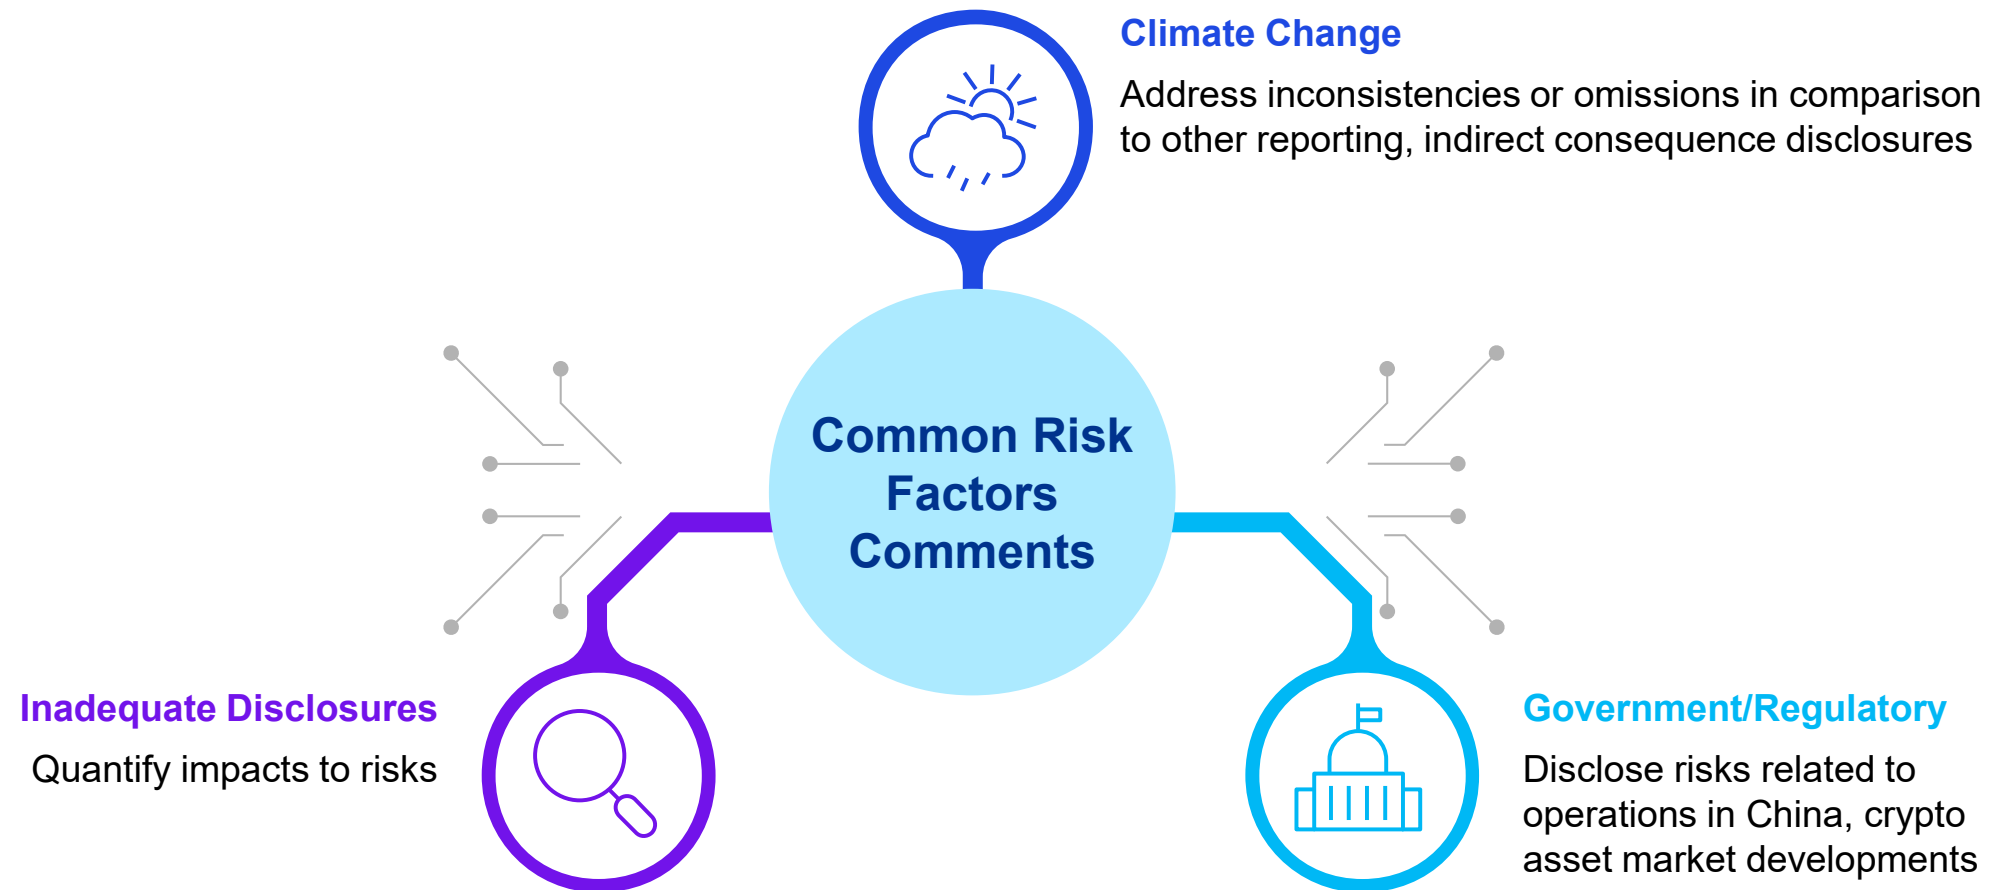 Climate Change
Address inconsistencies or omissions in comparison
to other reporting, indirect consequence disclosures
Common Risk
Factors
Comments
Inadequate Disclosures
Quantify impacts to risks
Government/Regulatory
Disclose risks related to
operations in China, crypto
asset market developments